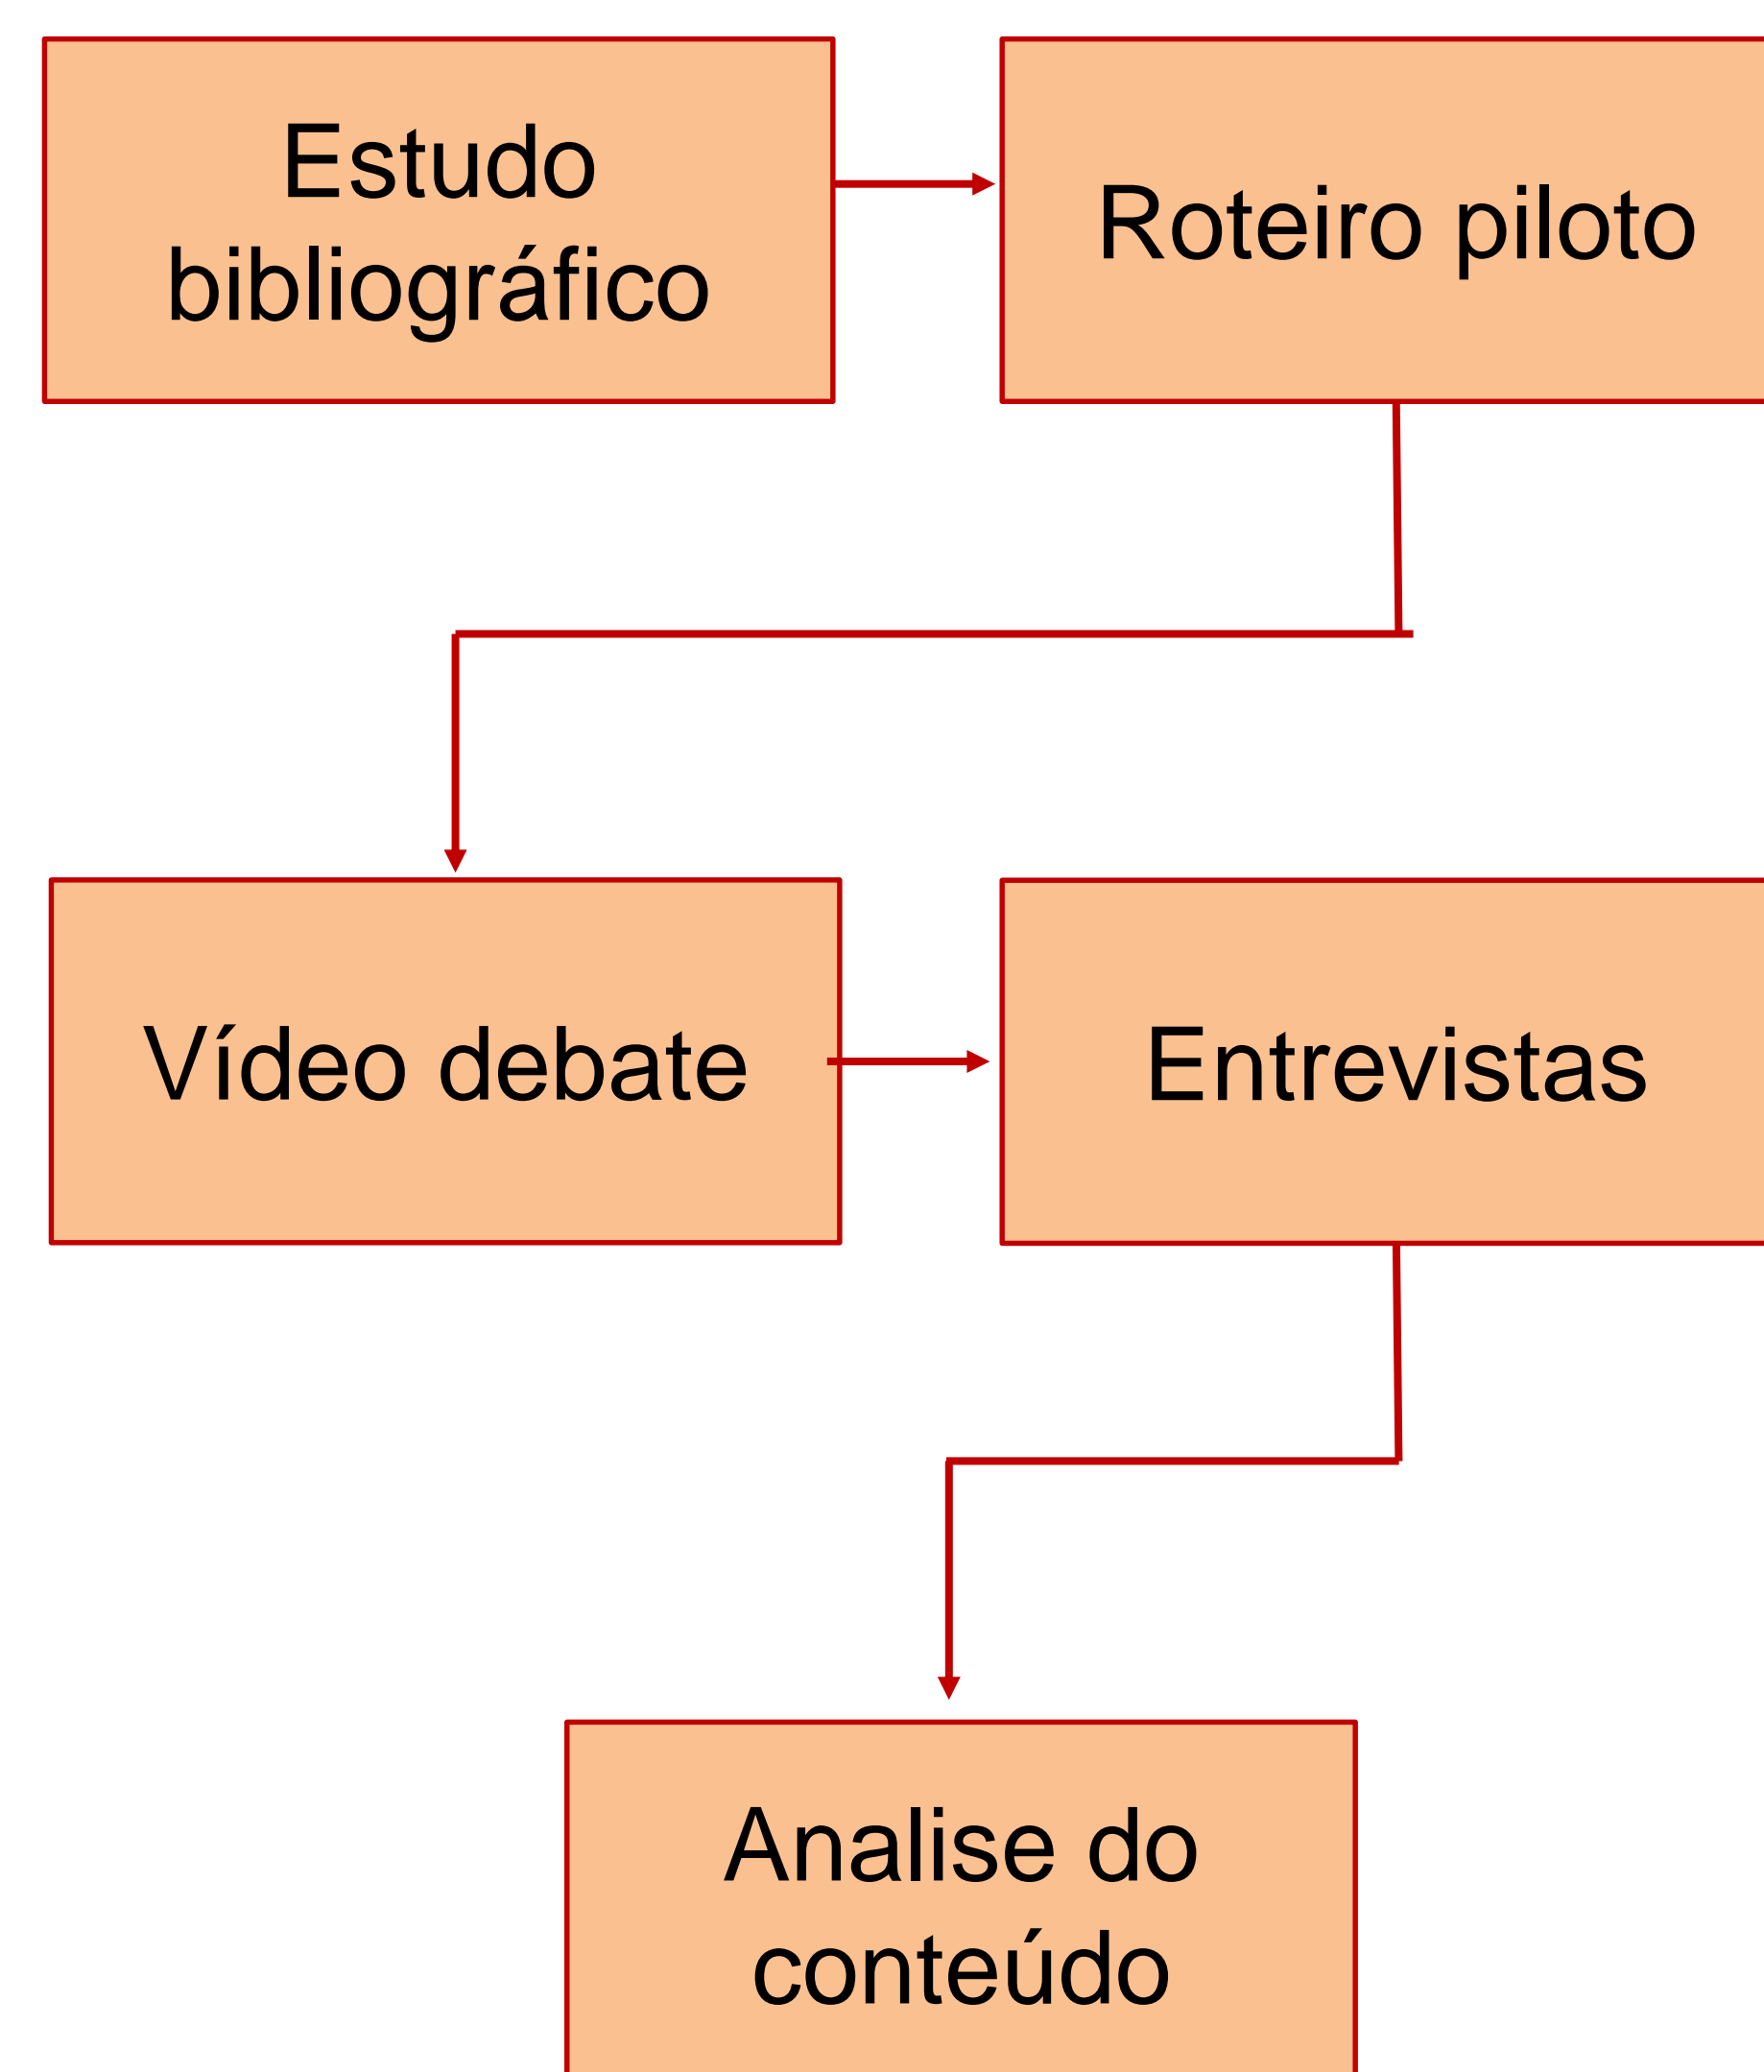 Estudo
bibliográfico
Roteiro piloto
Vídeo debate
Entrevistas
Analise do
conteúdo